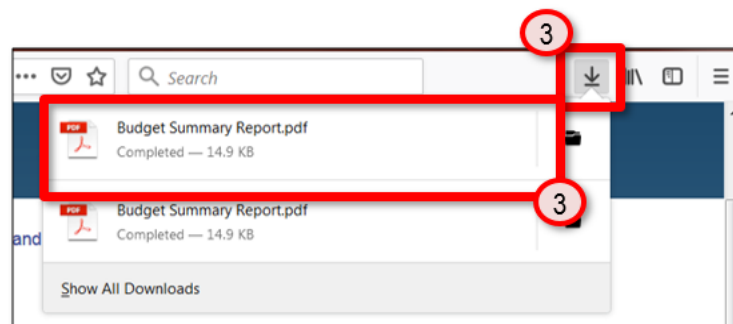 3
Search
PDF
Budget Summary Report.pdf
Completed — 14.9 KB
3
PDF
Budget Summary Report.pdf
Completed — 14.9 KB
and
Show All Downloads